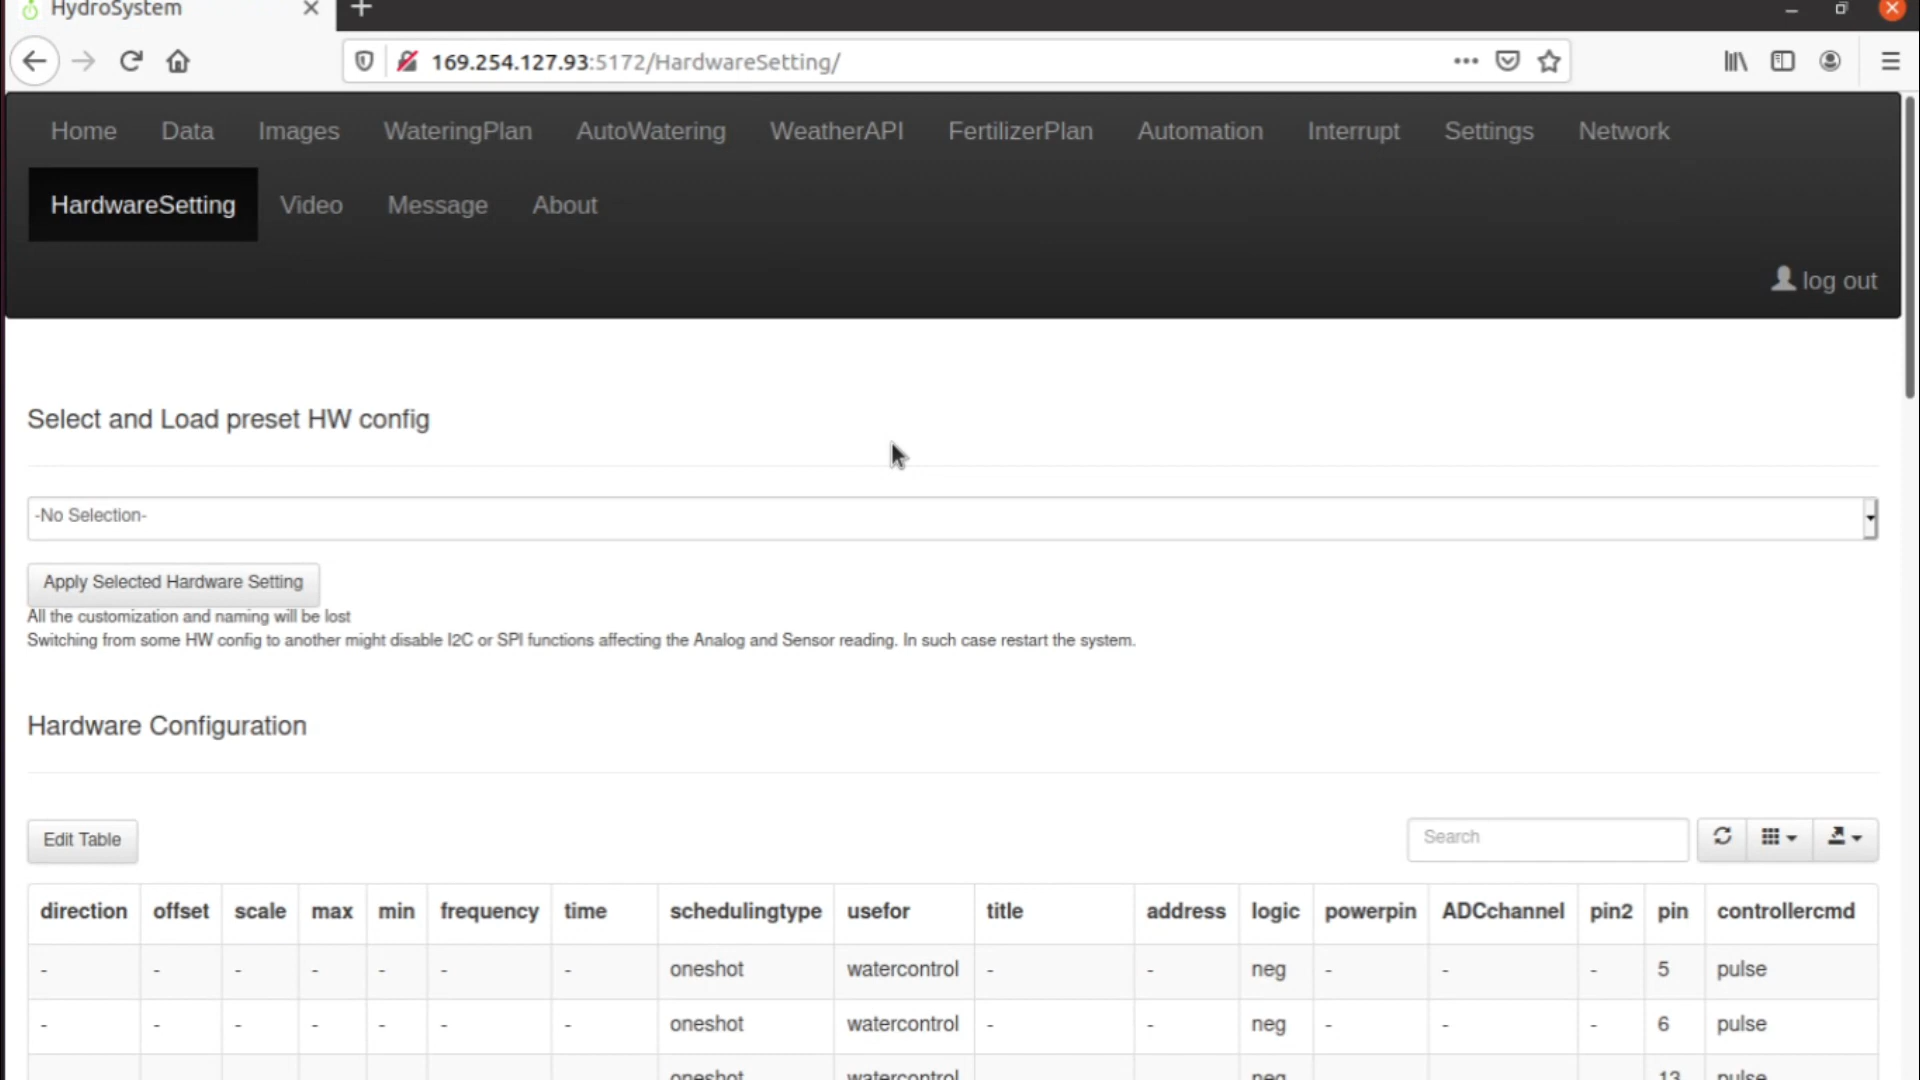 HydroSystem
169.254.127.93:5172/HardwareSetting/
Home Data Images WateringPlan AutoWatering WeatherAPI FertilizerPlan Automation Interrupt Settings Network
HardwareSetting Video Message About
log out
Select and Load preset HW config
-No Selection-
Apply Selected Hardware Setting
All the customization and naming will be lost
Switching from some HW config to another might disable I2C or SPI functions affecting the Analog and Sensor reading. In such case restart the system.
Hardware Configuration
Edit Table Search
direction offset scale max min frequency time schedulingtype usefor title address logic powerpin ADCchannel pin2 pin controllercmd
- - - - - - - oneshot watercontrol - - neg - - - 5 pulse
- - - - - - - oneshot watercontrol - - neg - - - 6 pulse
oneshot watercontrol neg 13 pulse